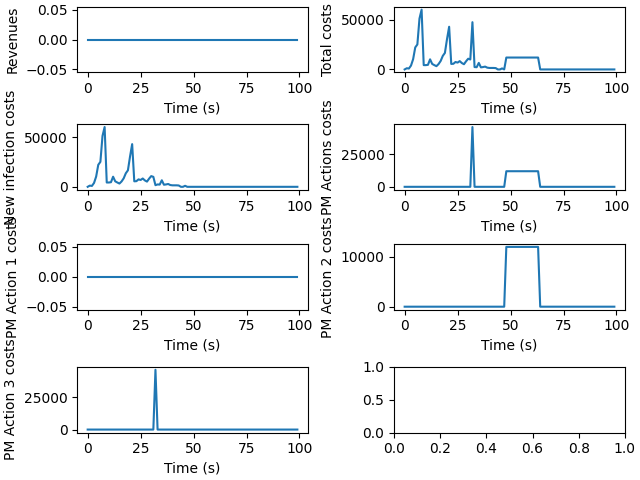 Revenues
0.05
0.00
−0.05
0 25 50 75 100
Time (s)
Total costs
50000
0
0 25 50 75 100
Time (s)
New infection costs
50000
0
0 25 50 75 100
Time (s)
PM Actions costs
25000
0
0 25 50 75 100
Time (s)
PM Action 1 costs
0.05
0.00
−0.05
0 25 50 75 100
Time (s)
PM Action 2 costs
10000
0
0 25 50 75 100
Time (s)
PM Action 3 costs
25000
0
0 25 50 75 100
Time (s)
1.0
0.5
0.0
0.0 0.2 0.4 0.6 0.8 1.0